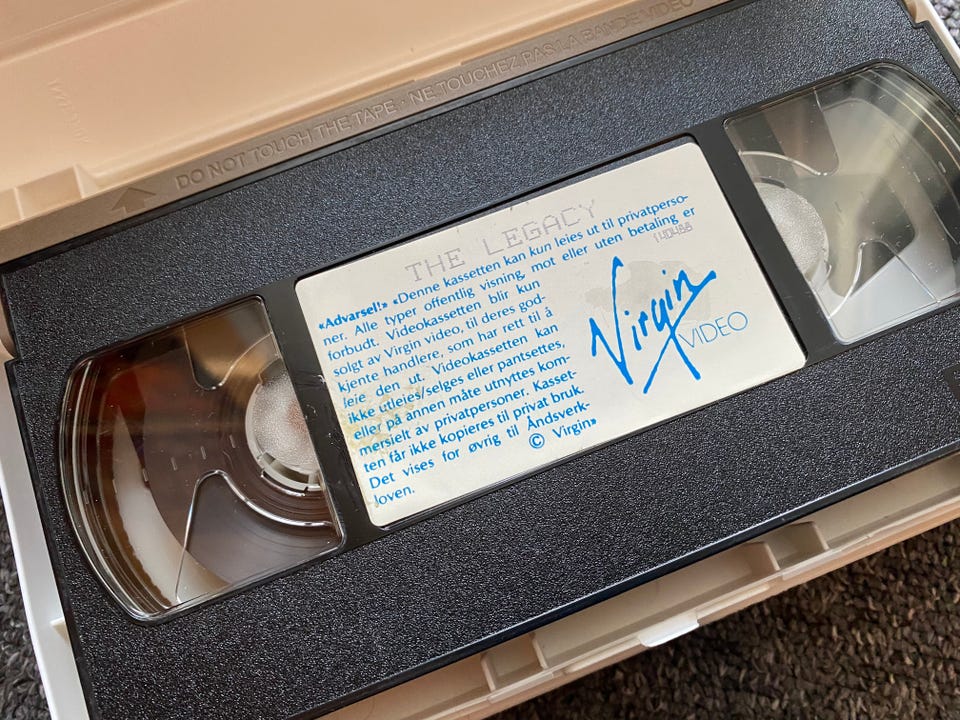 DO NOT TOUCH THE TAPE · NE TOUCHEZ PAS LA BANDE VIDEO
THE LEGACY
«Advarsel!» «Denne kassetten kan kun leies ut til privatperso-
ner. Alle typer offentlig visning, mot eller uten betaling er
forbudt. Videokassetten blir kun
solgt av Virgin video, til deres god-
kjente handlere, som har rett til å
leie den ut. Videokassetten kan
ikke utleies/selges eller pantsettes,
eller på annen måte utnyttes kom-
mersielt av privatpersoner. Kasset-
ten får ikke kopieres til privat bruk.
Det vises for øvrig til Åndsverk-
loven.
© Virgin»
140488
Virgin
VIDEO